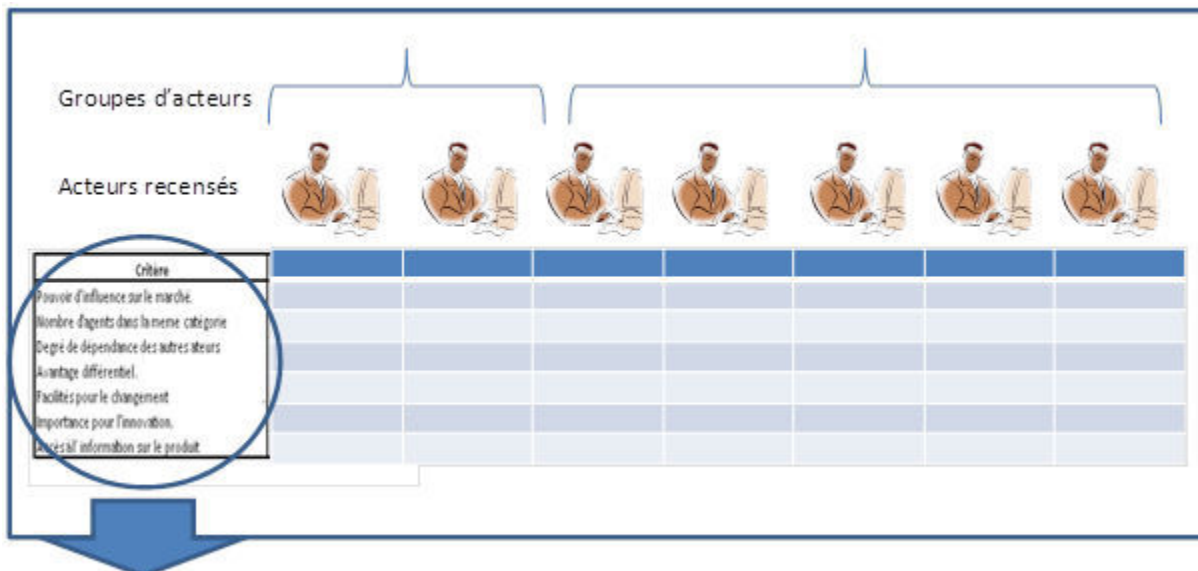 Groupes d'acteurs
Acteurs recensés
Critère
Pouvoir d'influence sur le marché.
Nombre d'agents dans la meme catégorie
Degré de dépendance des autres ateurs
Avantage différentiel.
Facilités pour le changement .
Importance pour l'innovation.
Accès à l' information sur le produit